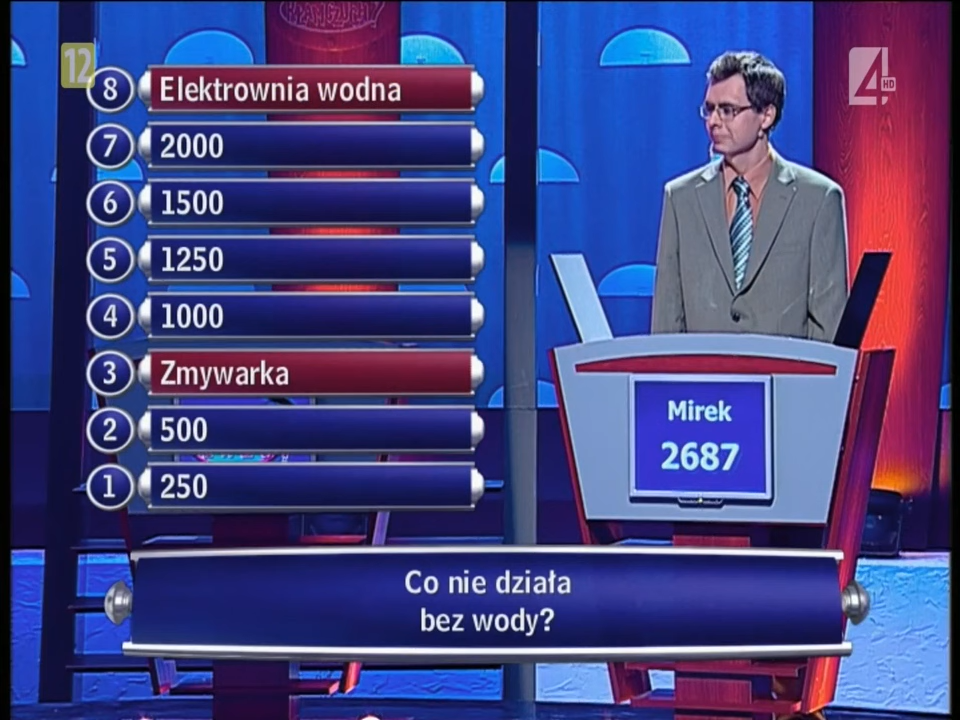 KŁAMCZUCH?
12
4
HD
8 Elektrownia wodna
7 2000
6 1500
5 1250
4 1000
3 Zmywarka
2 500
1 250
Mirek
2687
Co nie działa
bez wody?